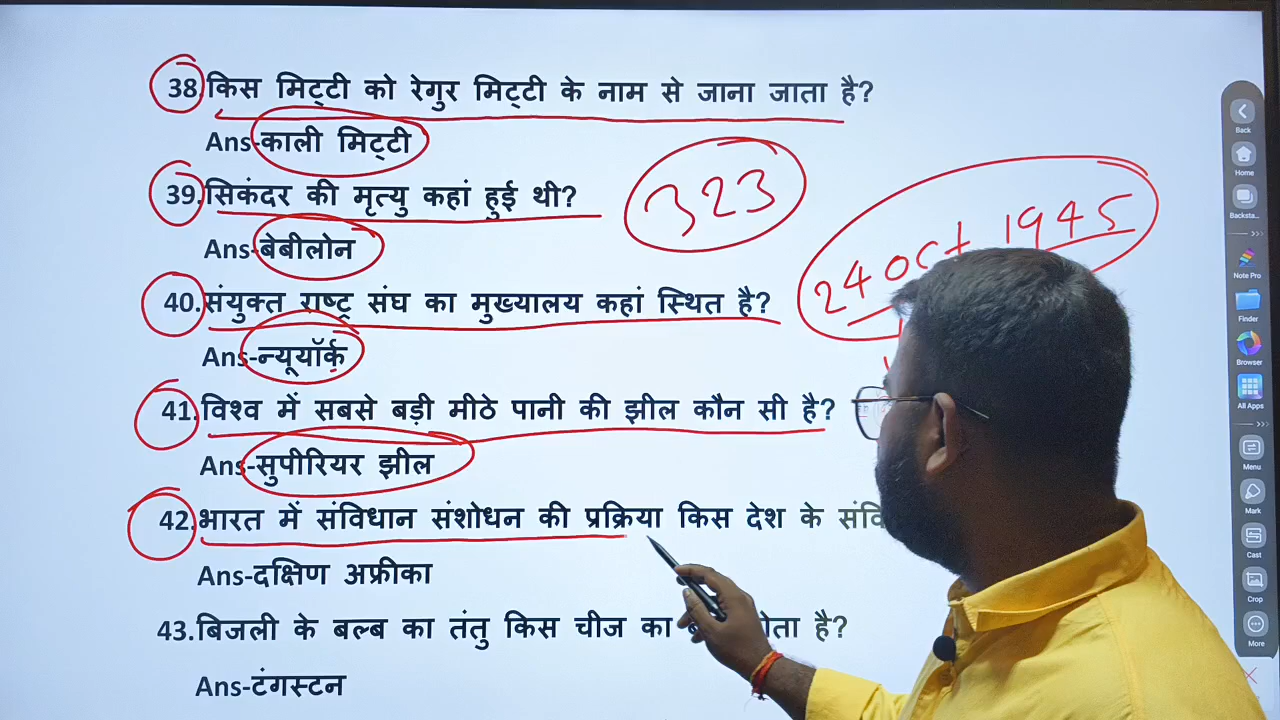 38.किस मिट्टी को रेगुर मिट्टी के नाम से जाना जाता है?
Ans-काली मिट्टी
39.सिकंदर की मृत्यु कहां हुई थी?
323
Ans-बेबीलोन
24 oct 1945
40.संयुक्त राष्ट्र संघ का मुख्यालय कहां स्थित है?
Ans-न्यूयॉर्क
41.विश्व में सबसे बड़ी मीठे पानी की झील कौन सी है?
Ans-सुपीरियर झील
42.भारत में संविधान संशोधन की प्रक्रिया किस देश के
Ans-दक्षिण अफ्रीका
43.बिजली के बल्ब का तंतु किस चीज का है?
Ans-टंगस्टन
Back
Home
Backsta...
Note Pro
Finder
Browser
All Apps
Menu
Mark
Cast
Crop
More